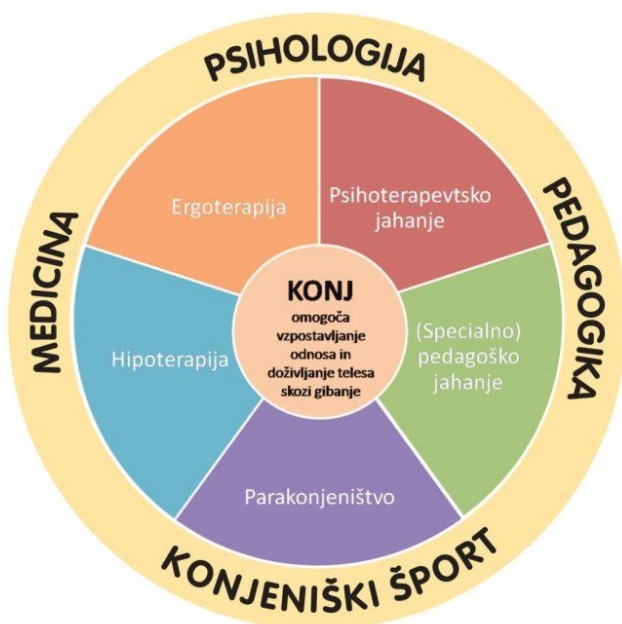 PSIHOLOGIJA
PEDAGOGIKA
KONJENIŠKI ŠPORT
MEDICINA
Ergoterapija
Psihoterapevtsko
jahanje
(Specialno)
pedagoško
jahanje
Parakonjeništvo
Hipoterapija
KONJ
omogoča
vzpostavljanje
odnosa in
doživljanje telesa
skozi gibanje